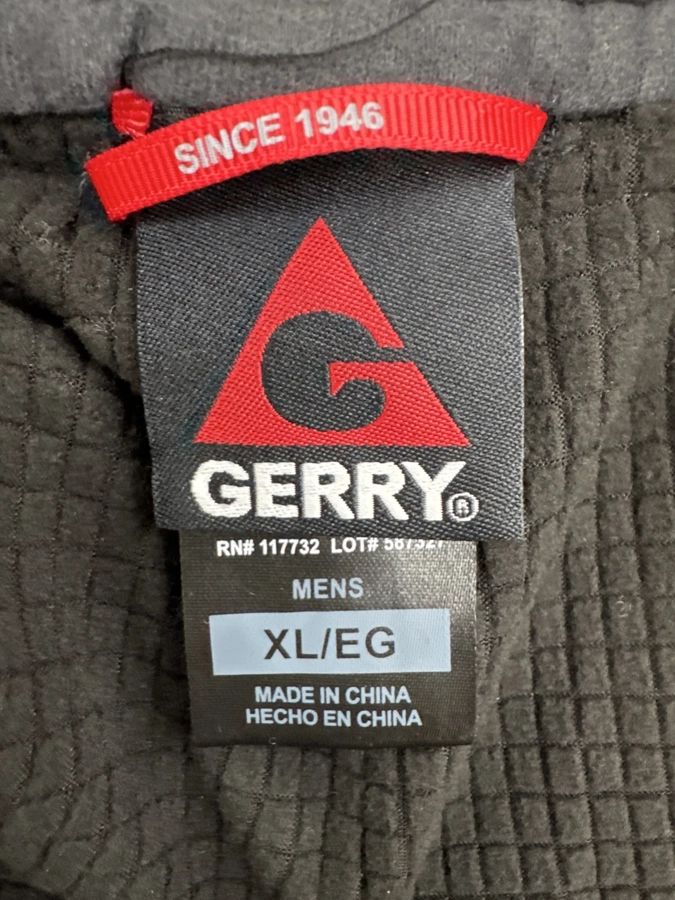 SINCE 1946
G
GERRY®
RN# 117732 LOT#
MENS
XL/EG
MADE IN CHINA
HECHO EN CHINA